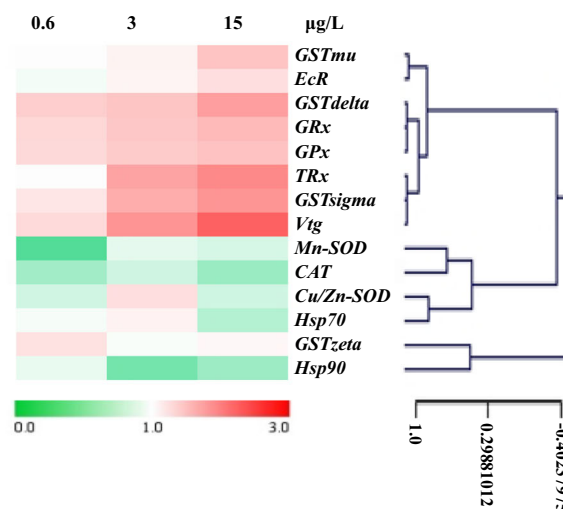 0.6 3 15 µg/L
GSTmu
EcR
GSTdelta
GRx
GPx
TRx
GSTsigma
Vtg
Mn-SOD
CAT
Cu/Zn-SOD
Hsp70
GSTzeta
Hsp90
0.0 1.0 3.0
1.0
0.29881012